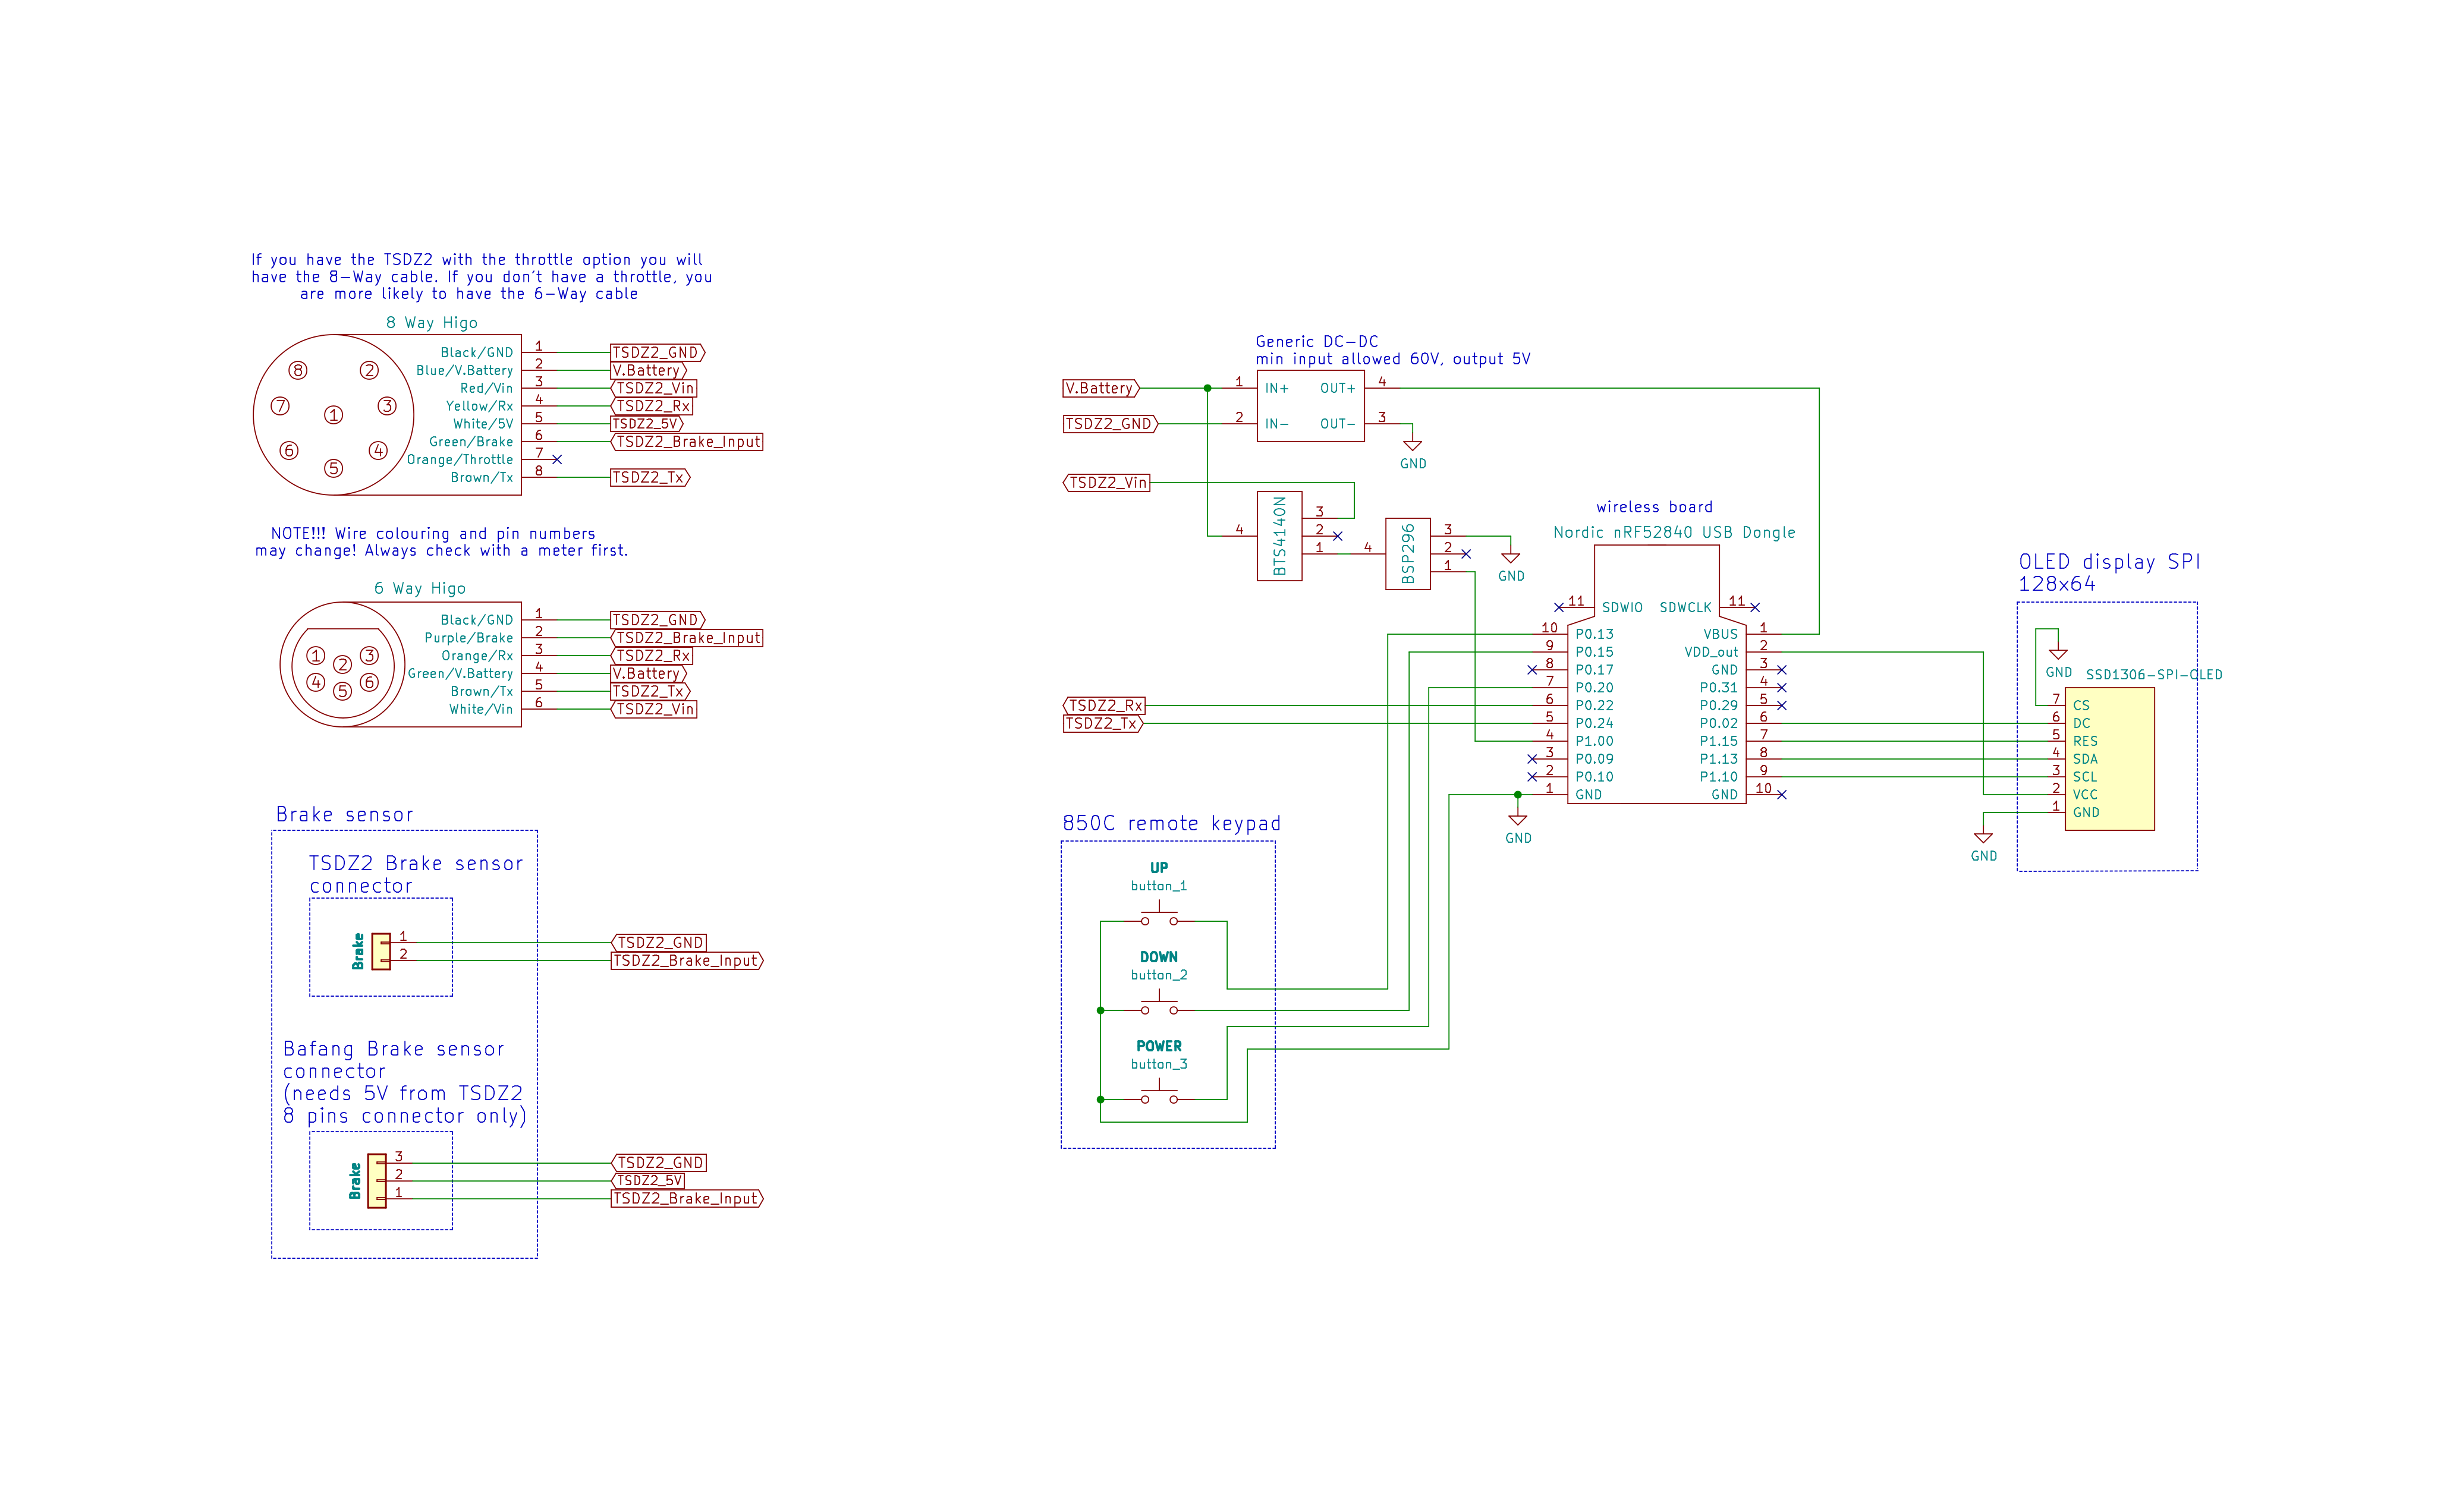 If you have the TSDZ2 with the throttle option you will
have the 8-Way cable. If you don't have a throttle, you
are more likely to have the 6-Way cable
8 Way Higo
8
2
7
3
1
6
4
5
Black/GND 1 TSDZ2_GND
Blue/V.Battery 2 V.Battery
Red/Vin 3 TSDZ2_Vin
Yellow/Rx 4 TSDZ2_Rx
White/5V 5 TSDZ2_5V
Green/Brake 6 TSDZ2_Brake_Input
Orange/Throttle 7
Brown/Tx 8 TSDZ2_Tx
NOTE!!! Wire colouring and pin numbers
may change! Always check with a meter first.
6 Way Higo
1
2
3
4
5
6
Black/GND 1 TSDZ2_GND
Purple/Brake 2 TSDZ2_Brake_Input
Orange/Rx 3 TSDZ2_Rx
Green/V.Battery 4 V.Battery
Brown/Tx 5 TSDZ2_Tx
White/Vin 6 TSDZ2_Vin
Brake sensor
TSDZ2 Brake sensor
connector
Brake
1 TSDZ2_GND
2 TSDZ2_Brake_Input
Bafang Brake sensor
connector
(needs 5V from TSDZ2
8 pins connector only)
Brake
3 TSDZ2_GND
2 TSDZ2_5V
1 TSDZ2_Brake_Input
Generic DC-DC
min input allowed 60V, output 5V
V.Battery 1 IN+ OUT+ 4
TSDZ2_GND 2 IN- OUT- 3
GND
TSDZ2_Vin
4 BTS4140N 3
2
1
4 BSP296 3
2
1
GND
wireless board
Nordic nRF52840 USB Dongle
11 SDWIO SDWCLK 11
10 P0.13 VBUS 1
9 P0.15 VDD_out 2
8 P0.17 GND 3
7 P0.20 P0.31 4
TSDZ2_Rx 6 P0.22 P0.29 5
TSDZ2_Tx 5 P0.24 P0.02 6
4 P1.00 P1.15 7
3 P0.09 P1.13 8
2 P0.10 P1.10 9
1 GND GND 10
GND
850C remote keypad
UP
button_1
DOWN
button_2
POWER
button_3
OLED display SPI
128x64
GND
SSD1306-SPI-OLED
7 CS
6 DC
5 RES
4 SDA
3 SCL
2 VCC
1 GND
GND